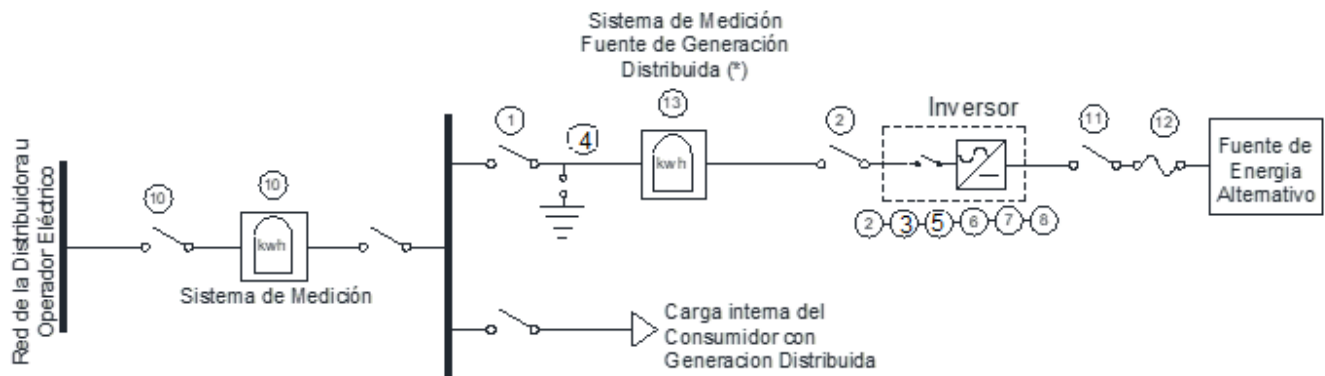 Sistema de Medición
Fuente de Generación
Distribuida (*)
13
kwh
1
4
2
Inversor
2 3 5 6 7 8
11
12
Fuente de
Energia
Alternativo
Red de la Distribuidora u
Operador Eléctrico
10
10
kwh
Sistema de Medición
Carga interna del
Consumidor con
Generacion Distribuida